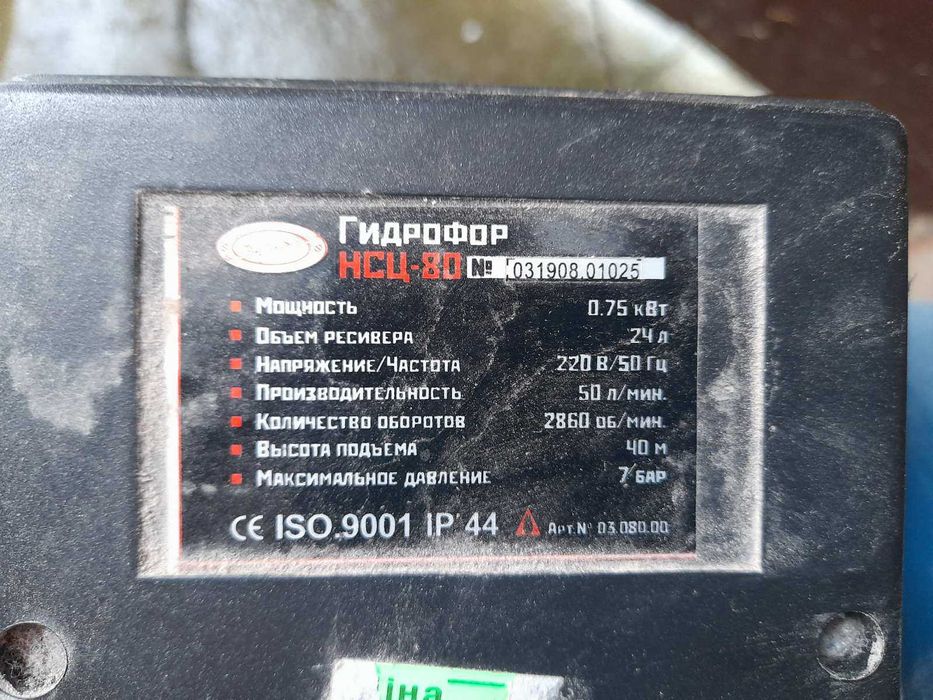 Гидрофор
НСЦ-80 № 031908.01025
Мощность 0.75 кВт
Объем ресивера 24 л
Напряжение/Частота 220 В/50 Гц
Производительность 50 л/мин.
Количество оборотов 2860 об/мин.
Высота подъема 40 м
Максимальное давление 7 бар
CE ISO.9001 IP 44 Арт.N° 03.080.00
іна